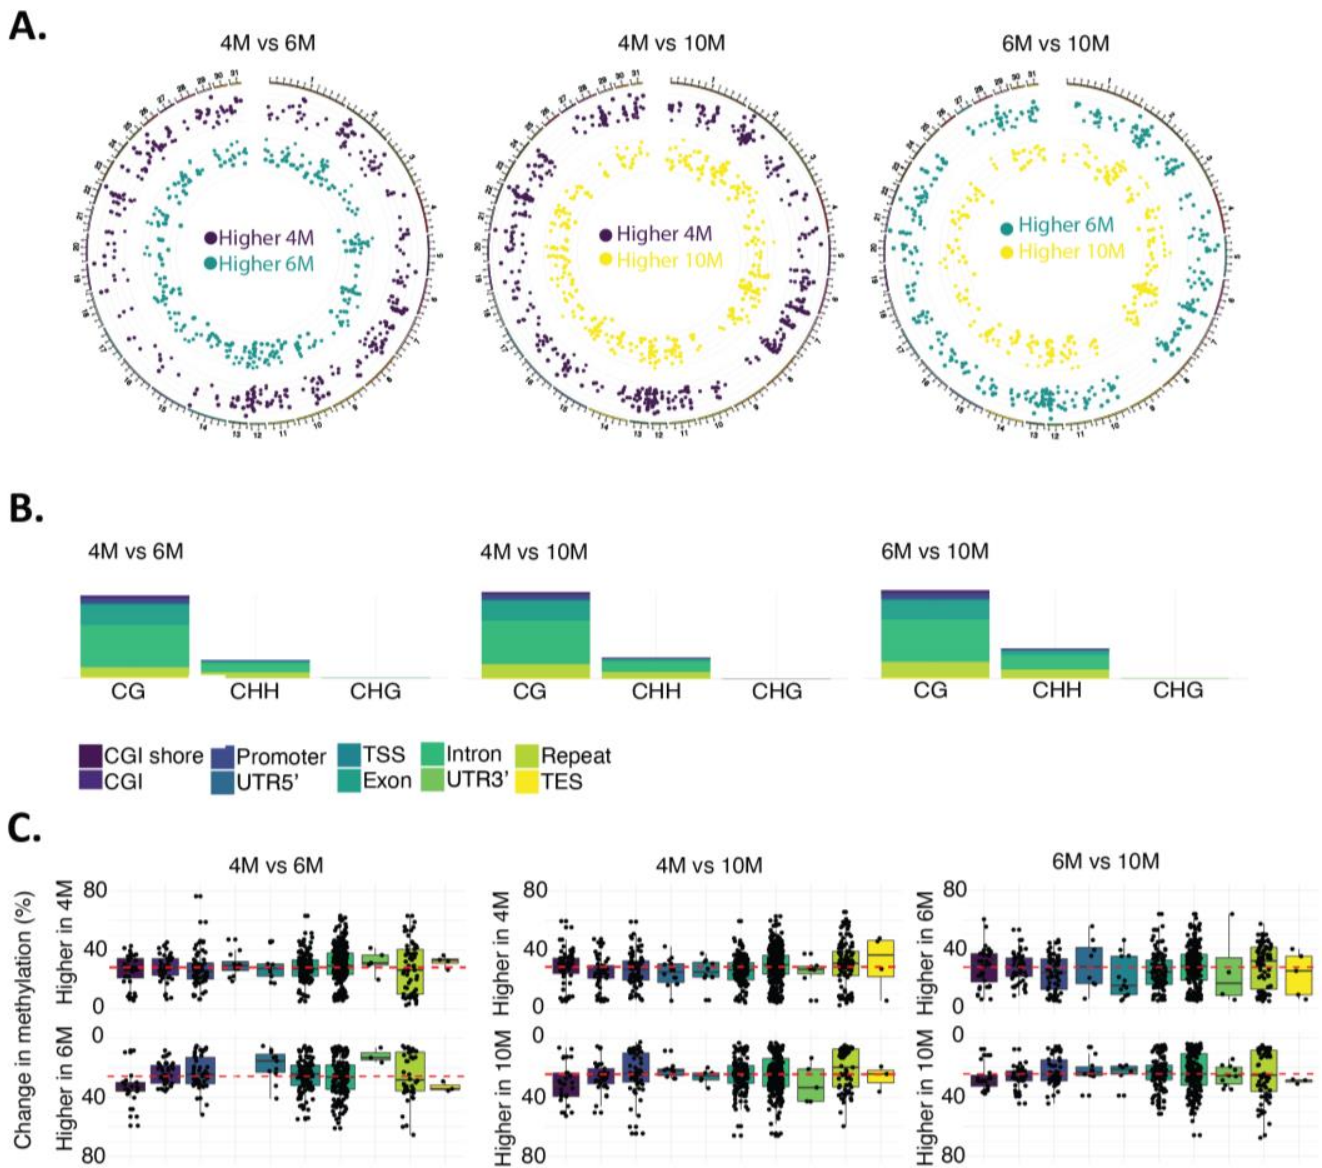 A.
4M vs 6M
4M vs 10M
6M vs 10M
Higher 4M
Higher 6M
Higher 4M
Higher 10M
Higher 6M
Higher 10M
B.
4M vs 6M
4M vs 10M
6M vs 10M
CG CHH CHG
CG CHH CHG
CG CHH CHG
CGI shore Promoter TSS Intron Repeat
CGI UTR5' Exon UTR3' TES
C.
4M vs 6M
4M vs 10M
6M vs 10M
Change in methylation (%)
Higher in 4M
80
40
0
Higher in 6M
0
40
80
Higher in 4M
80
40
0
Higher in 10M
0
40
80
Higher in 6M
80
40
0
Higher in 10M
0
40
80